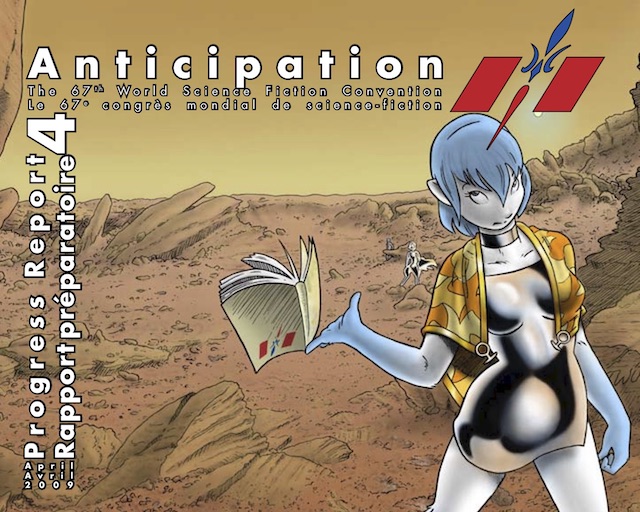 Anticipation
The 67th World Science Fiction Convention
Le 67e congrès mondial de science-fiction
Progress Report
Rapport préparatoire
4
April
Avril
2009